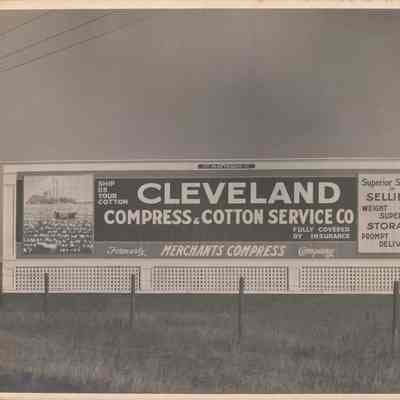 SHIP
US
YOUR
COTTON
CLEVELAND
COMPRESS & COTTON SERVICE CO
FULLY COVERED
BY INSURANCE
Formerly MERCHANTS COMPRESS Company
Superior
SELLI
WEIGHT
SUPE
STORA
PROMPT
DELIV